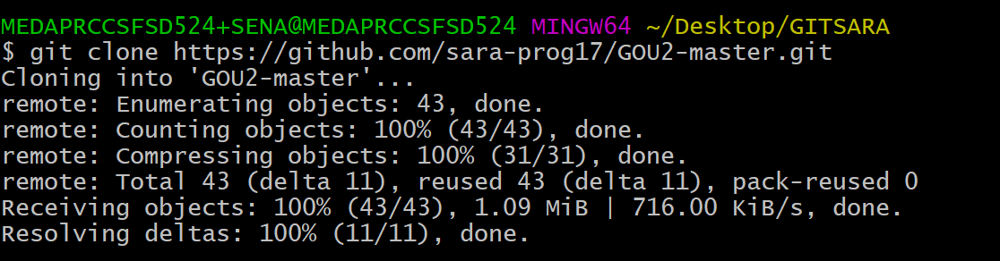 MEDAPRCCSFSD524+SENA@MEDAPRCCSFSD524 MINGW64 ~/Desktop/GITSARA
$ git clone https://github.com/sara-prog17/GOU2-master.git
Cloning into 'GOU2-master'...
remote: Enumerating objects: 43, done.
remote: Counting objects: 100% (43/43), done.
remote: Compressing objects: 100% (31/31), done.
remote: Total 43 (delta 11), reused 43 (delta 11), pack-reused 0
Receiving objects: 100% (43/43), 1.09 MiB | 716.00 KiB/s, done.
Resolving deltas: 100% (11/11), done.